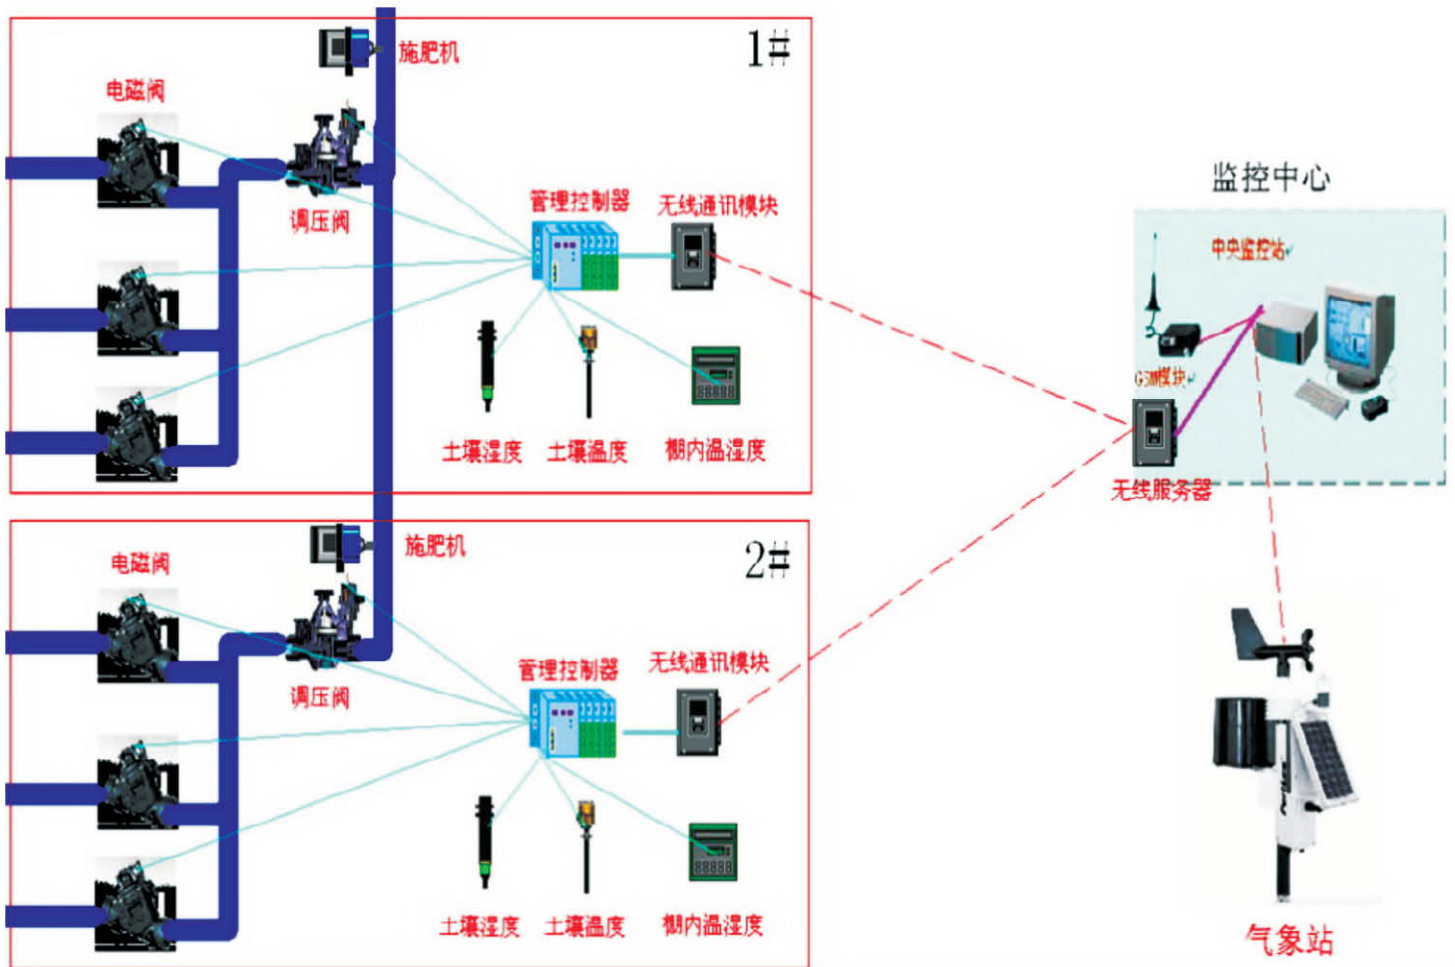 1#
施肥机
电磁阀
调压阀
管理控制器
无线通讯模块
土壤湿度
土壤温度
棚内温湿度
2#
施肥机
电磁阀
调压阀
管理控制器
无线通讯模块
土壤湿度
土壤温度
棚内温湿度
监控中心
中央监控站
GSM模块
无线服务器
气象站